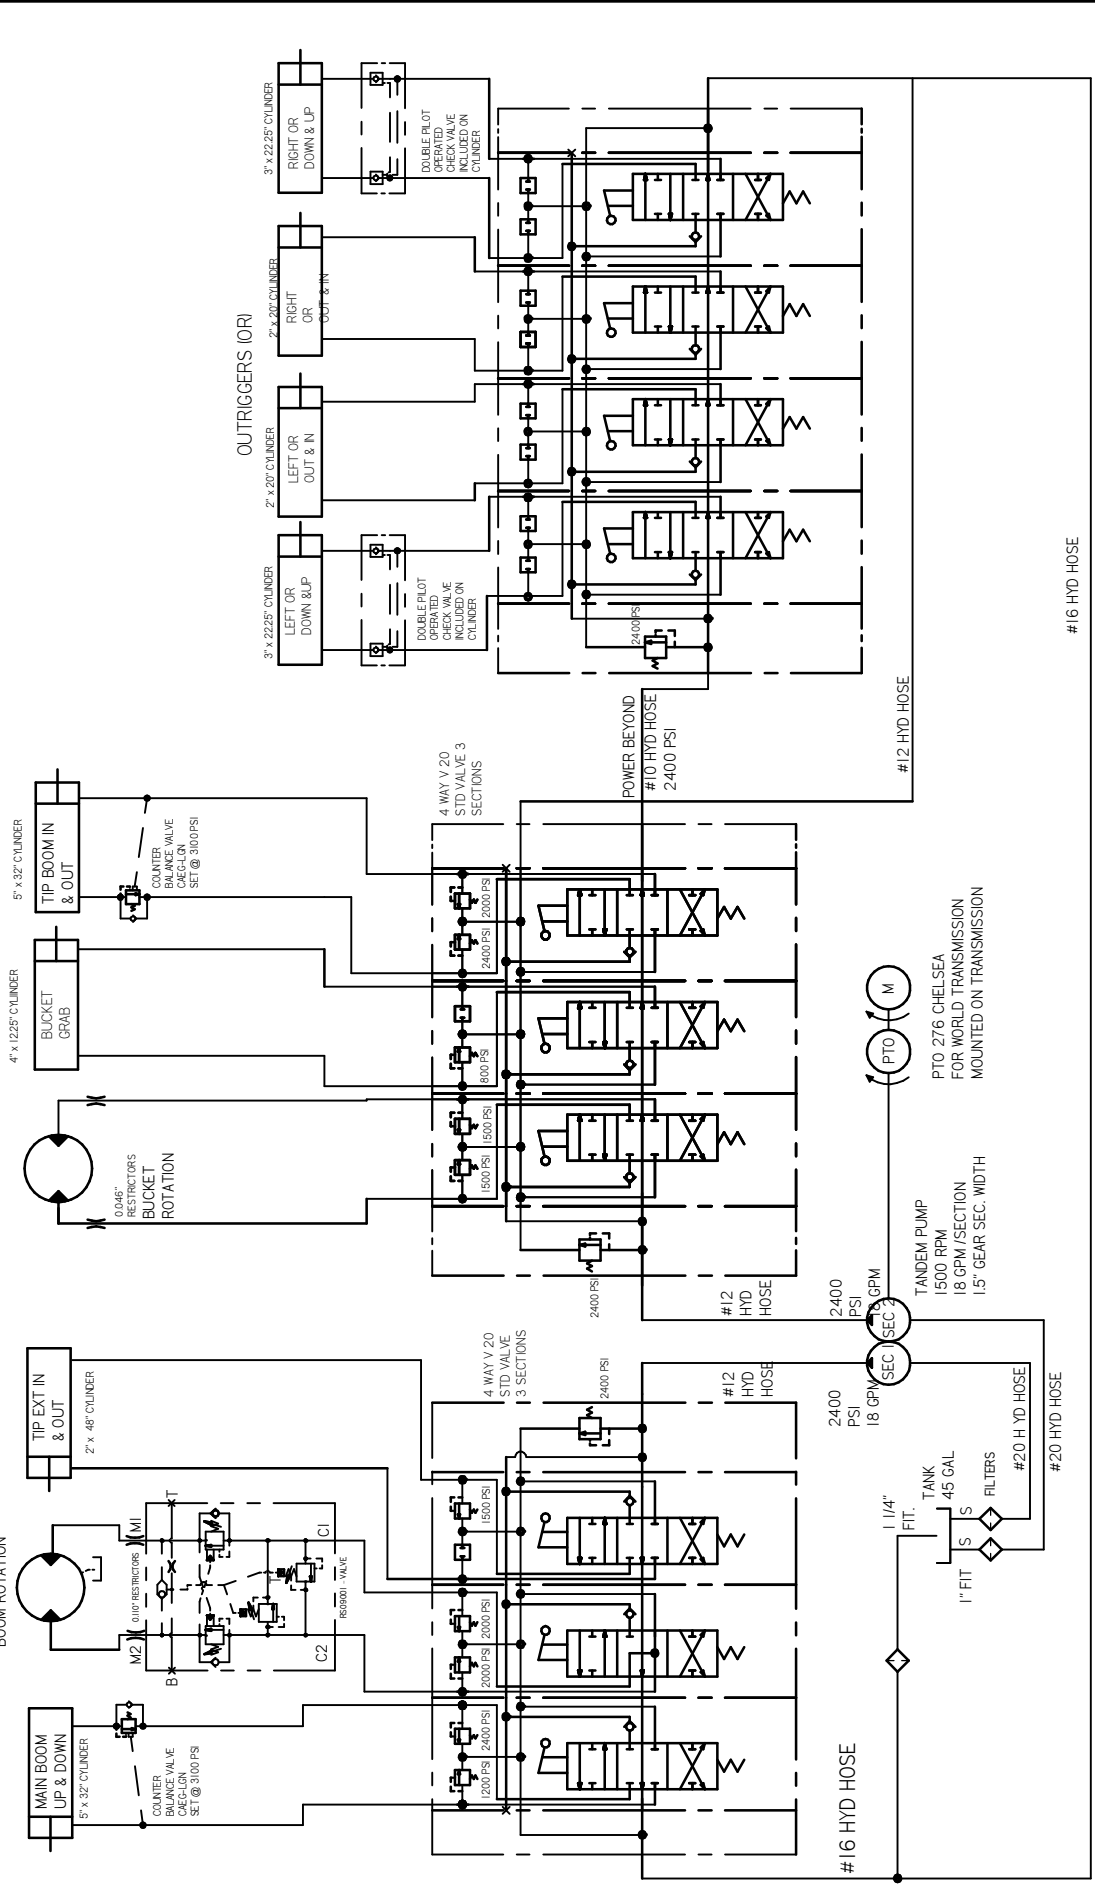 OUTRIGGERS (OR)
3" x 22.25" CYLINDER
RIGHT OR
DOWN & UP
DOUBLE PILOT
OPERATED
CHECK VALVE
INCLUDED ON
CYLINDER
2" x 20" CYLINDER
RIGHT
OR
OUT & IN
2" x 20" CYLINDER
LEFT OR
OUT & IN
3" x 22.25" CYLINDER
LEFT OR
DOWN &UP
DOUBLE PILOT
OPERATED
CHECK VALVE
INCLUDED ON
CYLINDER
2400 PSI
#16 HYD HOSE
#12 HYD HOSE
POWER BEYOND
#10 HYD HOSE
2400 PSI
4 WAY V 20
STD VALVE 3
SECTIONS
5" x 32" CYLINDER
TIP BOOM IN
& OUT
COUNTER
BALANCE VALVE
CAEG-LGN
SET @ 3100 PSI
2000 PSI
2400 PSI
4" x 12.25" CYLINDER
BUCKET
GRAB
800 PSI
0.046"
RESTRICTORS
BUCKET
ROTATION
1500 PSI
1500 PSI
2400 PSI
M
PTO
PTO 276 CHELSEA
FOR WORLD TRANSMISSION
MOUNTED ON TRANSMISSION
TANDEM PUMP
1500 RPM
18 GPM /SECTION
1.5" GEAR SEC. WIDTH
#12
HYD
HOSE
2400
PSI
18 GPM
SEC 2
SEC 1
2400
PSI
18 GPM
#12
HYD
HOSE
#20 H YD HOSE
#20 HYD HOSE
4 WAY V 20
STD VALVE
3 SECTIONS
2400 PSI
TIP EXT IN
& OUT
2" x 48" CYLINDER
1500 PSI
BOOM ROTATION
M1
M2
0.110" RESTRICTORS
T
B
C1
C2
RS09001 - VALVE
2000 PSI
2000 PSI
MAIN BOOM
UP & DOWN
5" x 32" CYLINDER
COUNTER
BALANCE VALVE
CAEG-LGN
SET @ 3100 PSI
2400 PSI
1200 PSI
1 1/4"
FIT.
TANK
45 GAL
FILTERS
S
S
1" FIT
#16 HYD HOSE